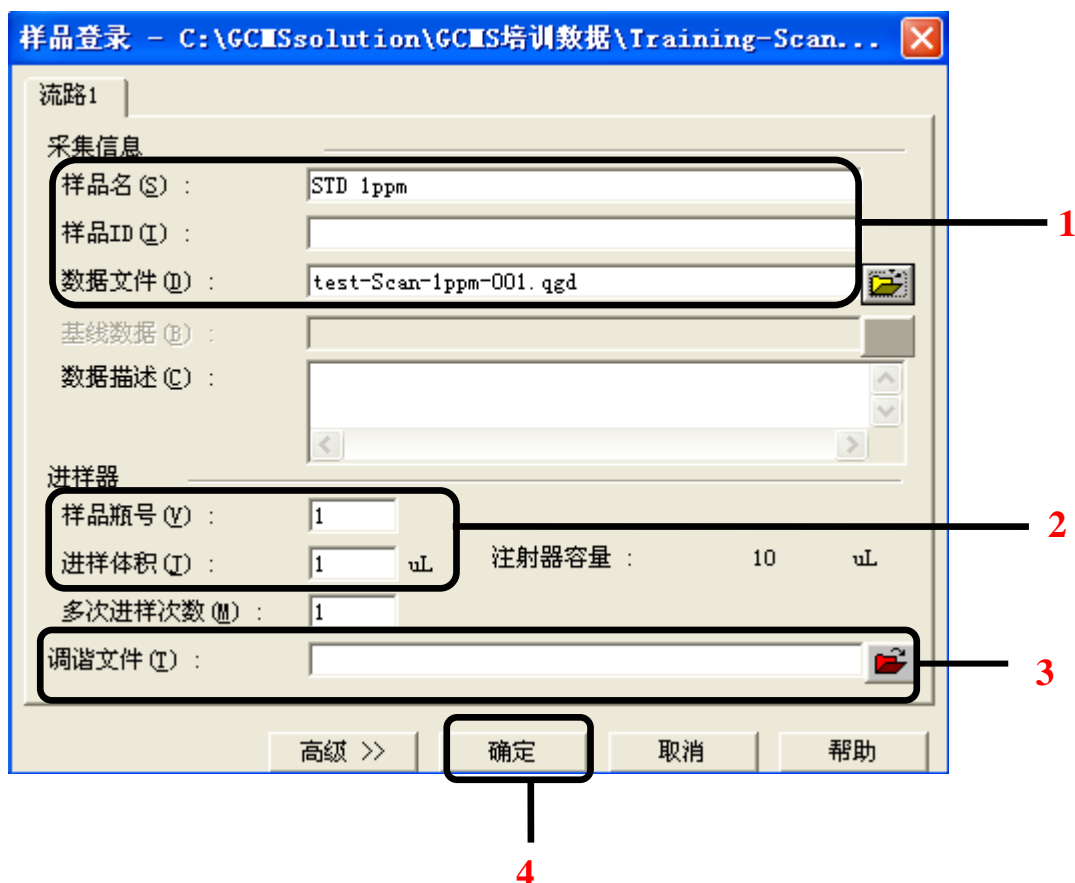 样品登录 - C:\GCMSsolution\GCMS培训数据\Training-Scan...
流路1
采集信息
样品名(S) : STD 1ppm
样品ID(I) :
1
数据文件(D) : test-Scan-1ppm-001.qgd
基线数据(B) :
数据描述(C) :
进样器
样品瓶号(V) : 1
2
进样体积(J) : 1 uL 注射器容量 : 10 uL
多次进样次数(M) : 1
调谐文件(T) :
3
高级 >> 确定 取消 帮助
4